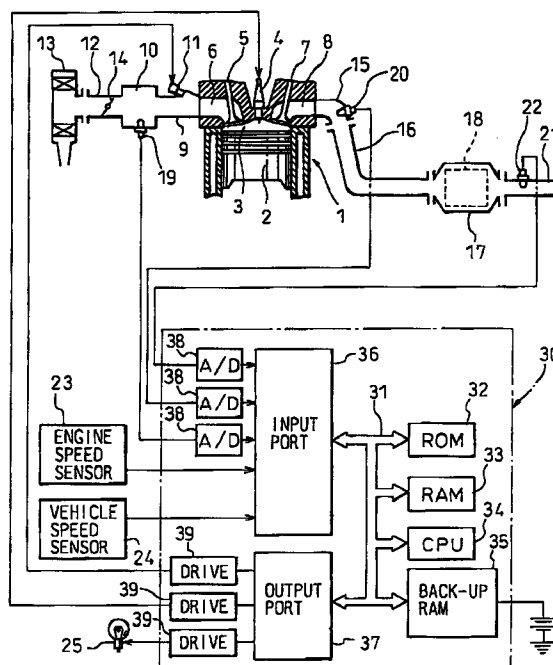 13 12 14 10 11 6 5 4 7 8 15 20
16
18 22 21
19 9
3 2 1 17
38 A/D
36
30
38 A/D
31
32
23
38 A/D
INPUT PORT
ROM
ENGINE SPEED SENSOR
33
RAM
34
VEHICLE SPEED SENSOR
CPU
24
39
35
DRIVE
39 DRIVE
OUTPUT PORT
BACK-UP RAM
39
25
DRIVE
37